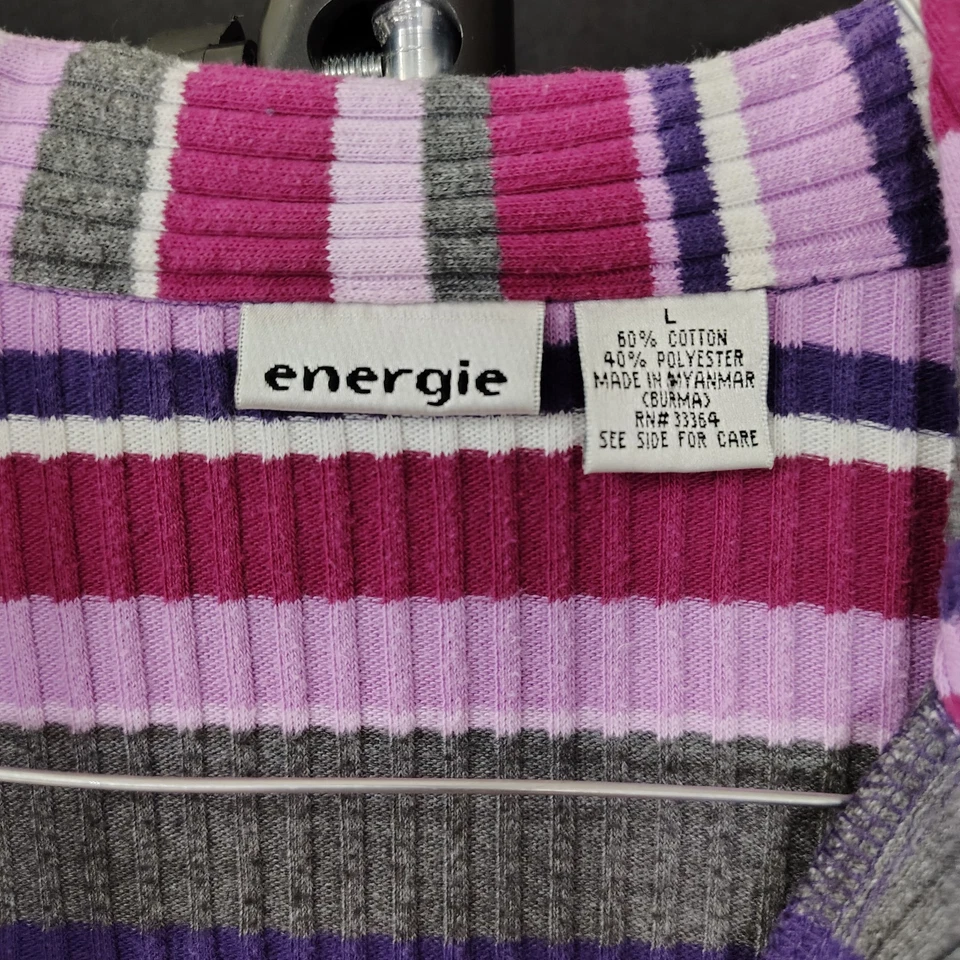 energie
L
60% COTTON
40% POLYESTER
MADE IN MYANMAR
(BURMA)
RN# 33364
SEE SIDE FOR CARE